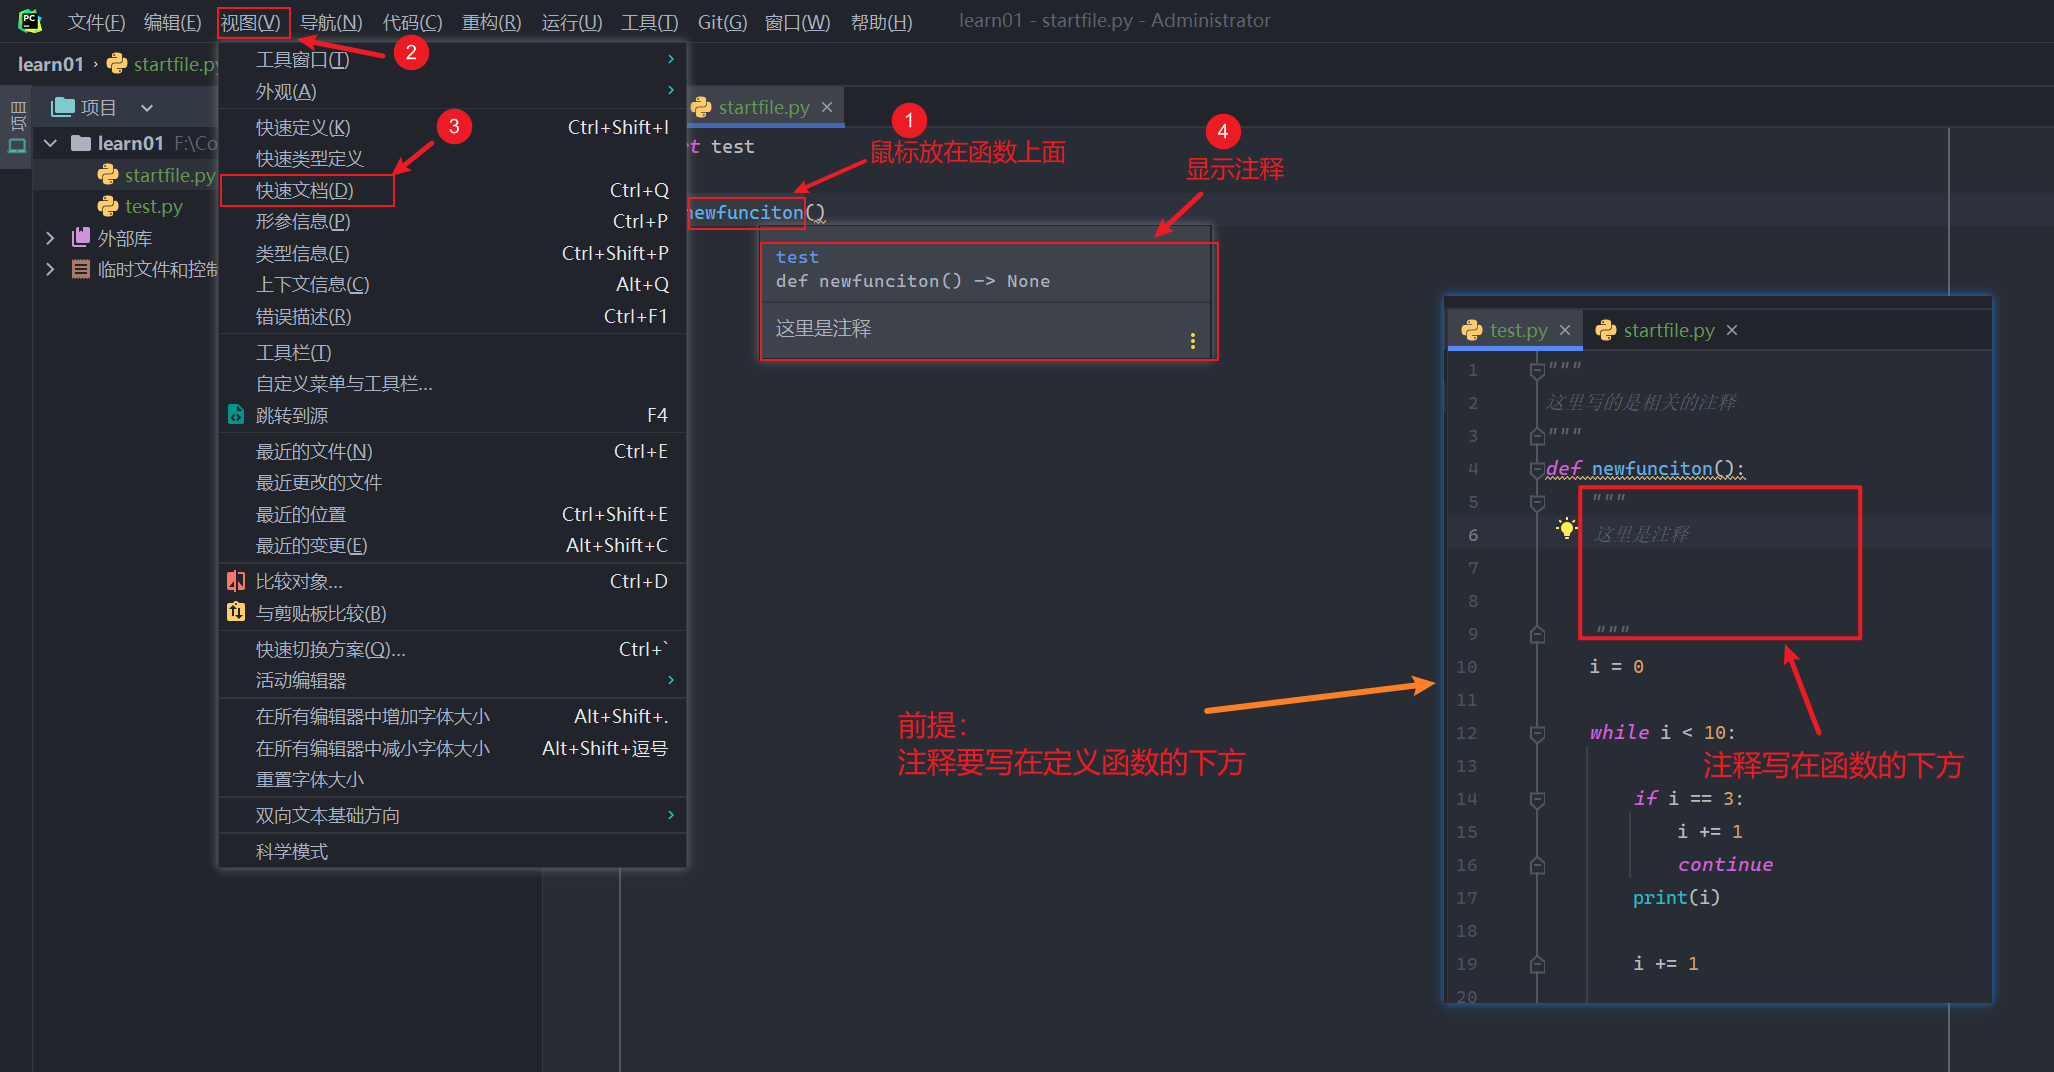 PC
文件(F) 编辑(E) 视图(V) 导航(N) 代码(C) 重构(R) 运行(U) 工具(T) Git(G) 窗口(W) 帮助(H) learn01 - startfile.py - Administrator
2
learn01 › startfile.py
项目
项目
learn01 F:\Co
startfile.py
test.py
外部库
临时文件和控制
工具窗口(T)
外观(A)
快速定义(K) Ctrl+Shift+I
快速类型定义
快速文档(D) Ctrl+Q
形参信息(P) Ctrl+P
类型信息(E) Ctrl+Shift+P
上下文信息(C) Alt+Q
错误描述(R) Ctrl+F1
工具栏(T)
自定义菜单与工具栏...
跳转到源 F4
最近的文件(N) Ctrl+E
最近更改的文件
最近的位置 Ctrl+Shift+E
最近的变更(E) Alt+Shift+C
比较对象... Ctrl+D
与剪贴板比较(B)
快速切换方案(Q)... Ctrl+`
活动编辑器
在所有编辑器中增加字体大小 Alt+Shift+.
在所有编辑器中减小字体大小 Alt+Shift+逗号
重置字体大小
双向文本基础方向
科学模式
3
startfile.py
t test
1
鼠标放在函数上面
newfunciton()
4
显示注释
test
def newfunciton() -> None
这里是注释
前提：
注释要写在定义函数的下方
test.py startfile.py
1 """
2 这里写的是相关的注释
3 """
4 def newfunciton():
5 """
6 这里是注释
7
8
9 """
10 i = 0
11
12 while i < 10:
13
14 if i == 3:
15 i += 1
16 continue
17 print(i)
18
19 i += 1
20
注释写在函数的下方